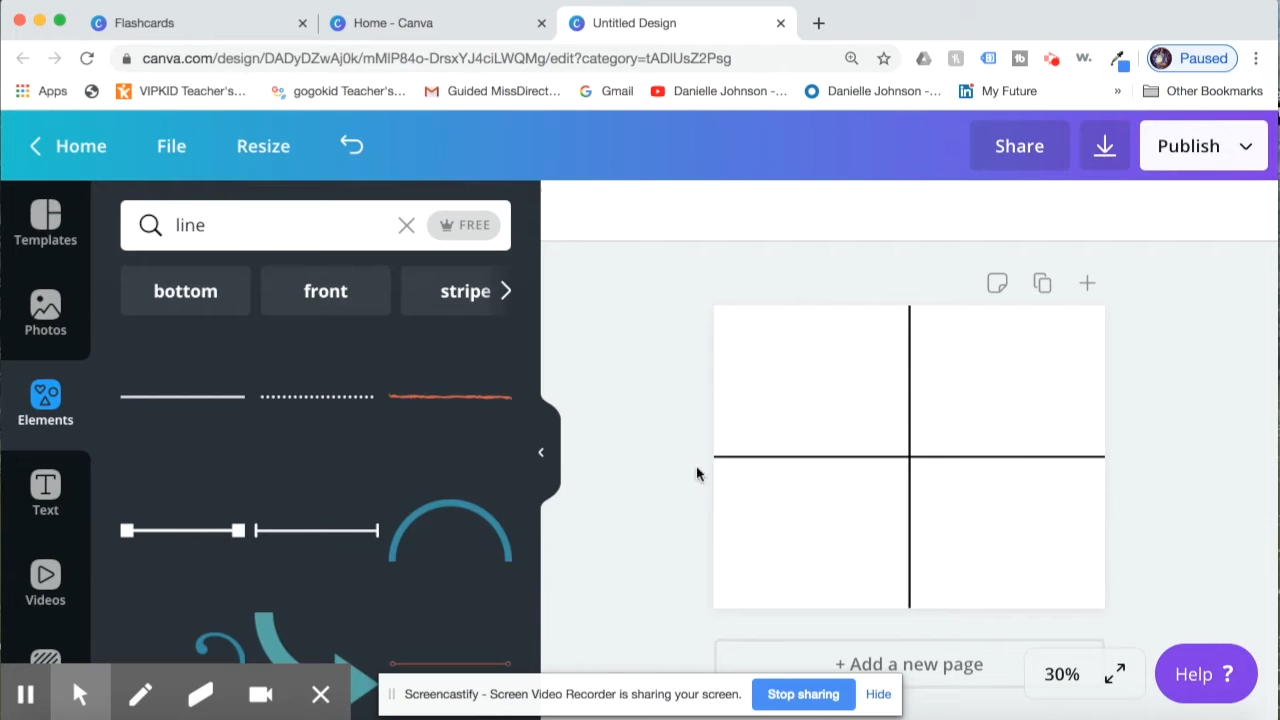 Flashcards
Home - Canva
Untitled Design
canva.com/design/DADyDZwAj0k/mMlP84o-DrsxYJ4ciLWQMg/edit?category=tADlUsZ2Psg
Paused
Apps
VIPKID Teacher's...
gogokid Teacher's...
Guided MissDirect...
Gmail
Danielle Johnson -...
Danielle Johnson -...
My Future
»
Other Bookmarks
Home
File
Resize
Share
Publish
Templates
Photos
Elements
Text
Videos
line
FREE
bottom
front
stripe
+ Add a new page
30%
Help ?
Screencastify - Screen Video Recorder is sharing your screen.
Stop sharing
Hide